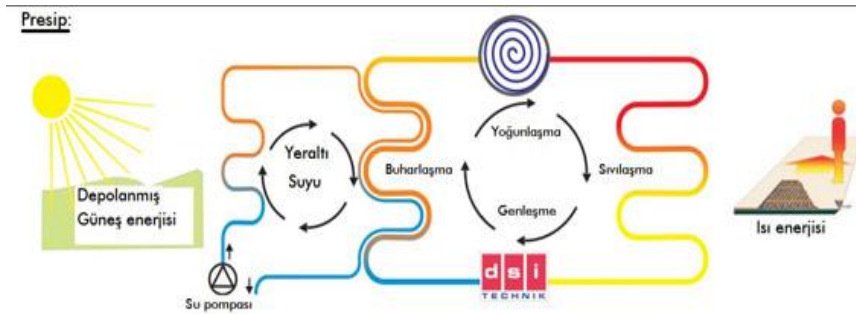 Presip:
Depolanmış
Güneş enerjisi
Su pompası
Yeraltı
Suyu
Buharlaşma
Yoğunlaşma
Sıvılaşma
Genleşme
dsi
TECHNIK
Isı enerjisi